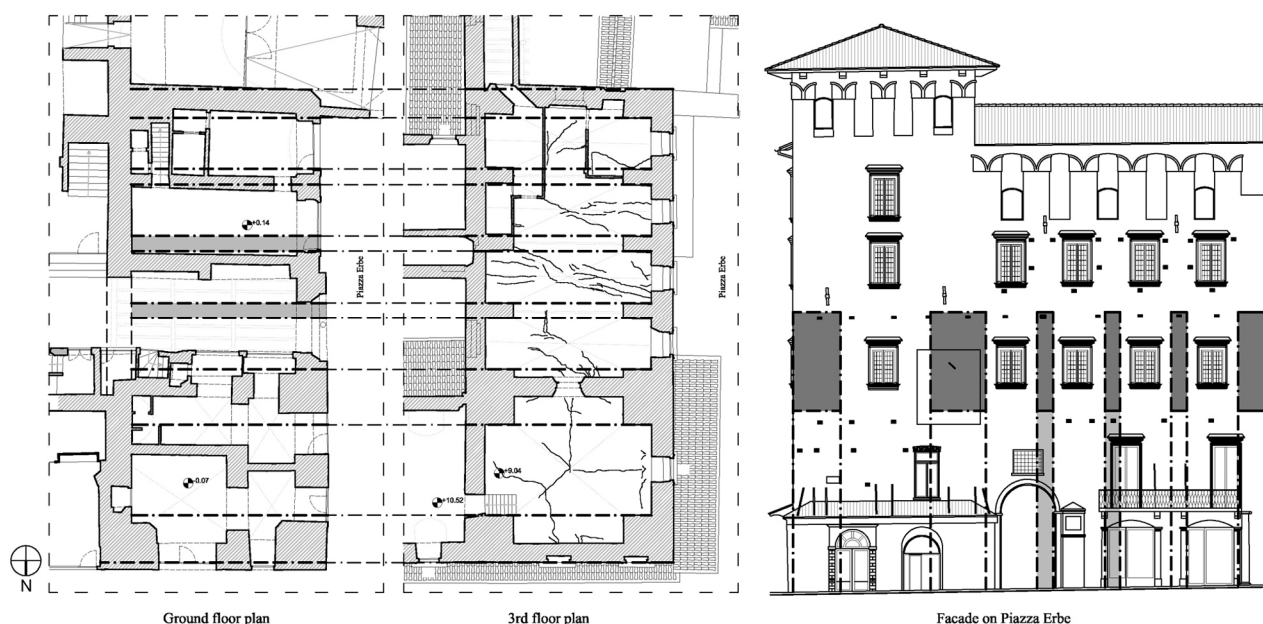 +0.14
Piazza Erbe
-0.07
N
Ground floor plan
+9.04
+10.52
Piazza Erbe
3rd floor plan
Facade on Piazza Erbe